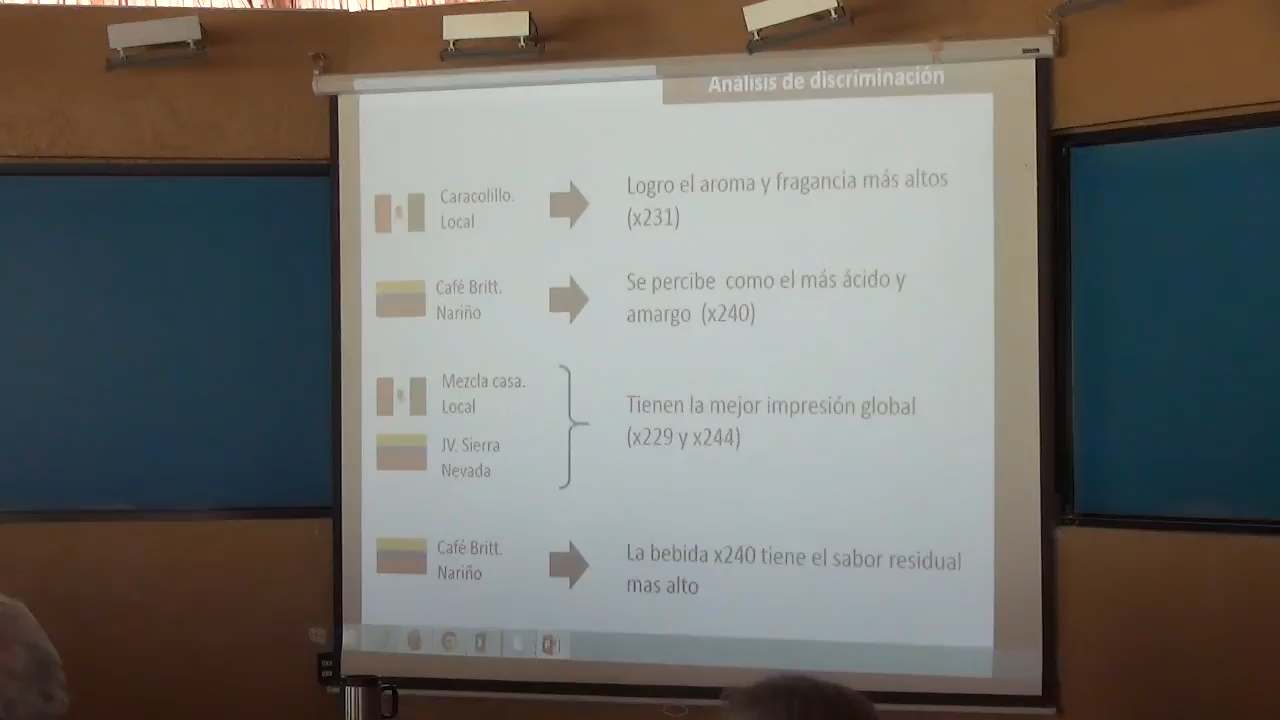 Análisis de discriminación
Caracolillo.
Local
Logro el aroma y fragancia más altos
(x231)
Café Britt.
Nariño
Se percibe como el más ácido y
amargo (x240)
Mezcla casa.
Local
JV. Sierra
Nevada
Tienen la mejor impresión global
(x229 y x244)
Café Britt.
Nariño
La bebida x240 tiene el sabor residual
mas alto